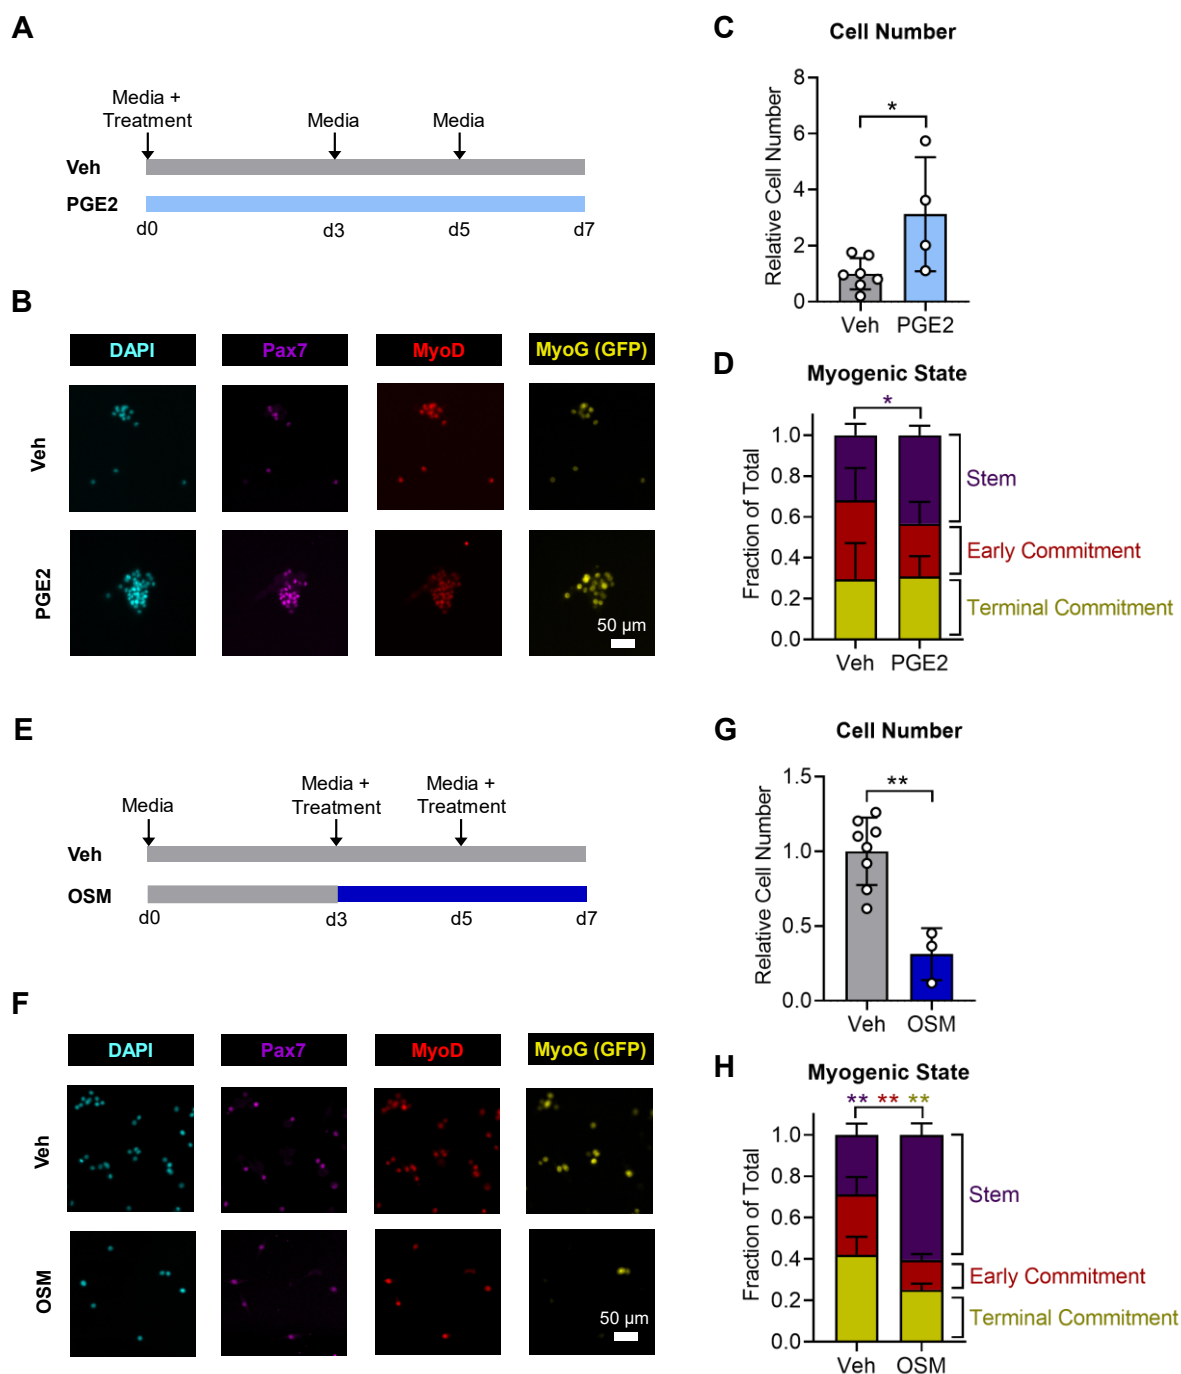 A
Media +
Treatment
Media
Media
Veh
PGE2
d0
d3
d5
d7
B
DAPI
Pax7
MyoD
MyoG (GFP)
Veh
PGE2
50 µm
C
Cell Number
Relative Cell Number
8
6
4
2
0
*
Veh
PGE2
D
Myogenic State
*
Fraction of Total
1.0
0.8
0.6
0.4
0.2
0.0
Stem
Early Commitment
Terminal Commitment
Veh
PGE2
E
Media
Media +
Treatment
Media +
Treatment
Veh
OSM
d0
d3
d5
d7
F
DAPI
Pax7
MyoD
MyoG (GFP)
Veh
OSM
50 µm
G
Cell Number
Relative Cell Number
1.5
1.0
0.5
0.0
**
Veh
OSM
H
Myogenic State
** ** **
Fraction of Total
1.0
0.8
0.6
0.4
0.2
0.0
Stem
Early Commitment
Terminal Commitment
Veh
OSM